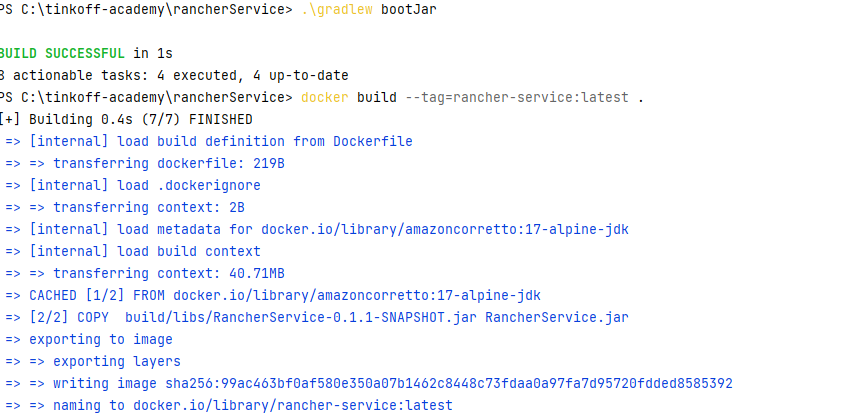 PS C:\tinkoff-academy\rancherService> .\gradlew bootJar
BUILD SUCCESSFUL in 1s
8 actionable tasks: 4 executed, 4 up-to-date
PS C:\tinkoff-academy\rancherService> docker build --tag=rancher-service:latest .
[+] Building 0.4s (7/7) FINISHED
=> [internal] load build definition from Dockerfile
=> => transferring dockerfile: 219B
=> [internal] load .dockerignore
=> => transferring context: 2B
=> [internal] load metadata for docker.io/library/amazoncorretto:17-alpine-jdk
=> [internal] load build context
=> => transferring context: 40.71MB
=> CACHED [1/2] FROM docker.io/library/amazoncorretto:17-alpine-jdk
=> [2/2] COPY  build/libs/RancherService-0.1.1-SNAPSHOT.jar RancherService.jar
=> exporting to image
=> => exporting layers
=> => writing image sha256:99ac463bf0af580e350a07b1462c8448c73fdaa0a97fa7d95720fdded8585392
=> => naming to docker.io/library/rancher-service:latest